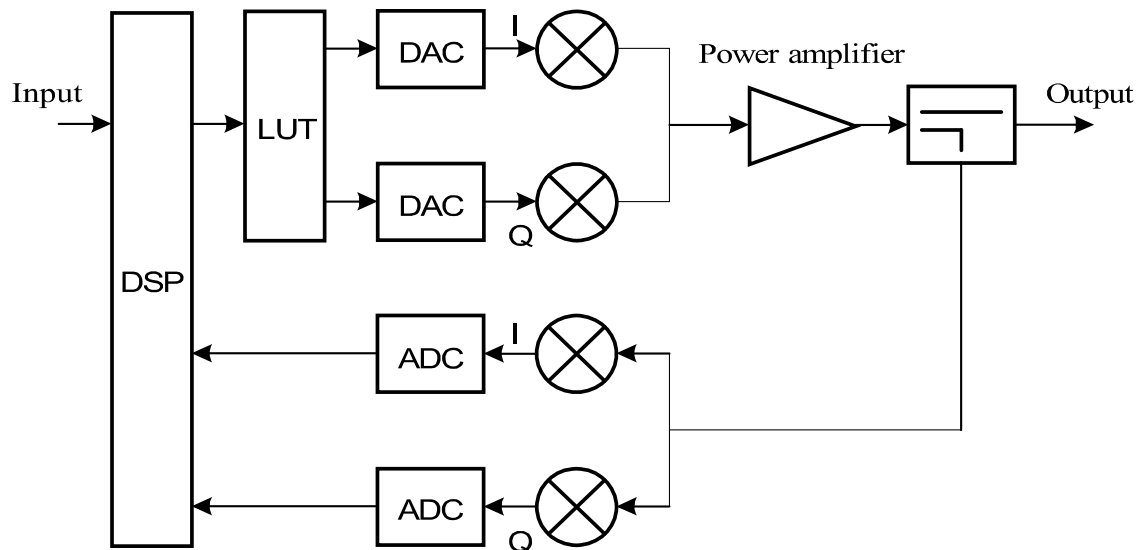 I
DAC
Power amplifier
Input
Output
LUT
DAC
Q
DSP
I
ADC
ADC
Q